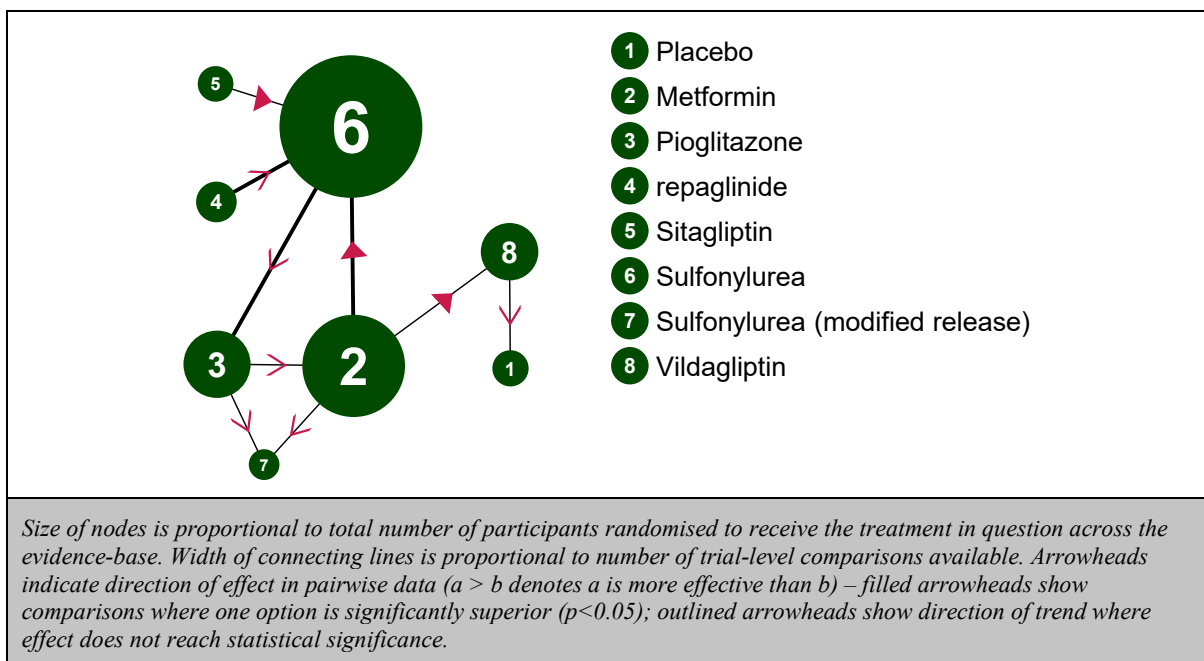 5
6
4
8
3
2
1
7
1 Placebo
2 Metformin
3 Pioglitazone
4 repaglinide
5 Sitagliptin
6 Sulfonylurea
7 Sulfonylurea (modified release)
8 Vildagliptin
Size of nodes is proportional to total number of participants randomised to receive the treatment in question across the
evidence-base. Width of connecting lines is proportional to number of trial-level comparisons available. Arrowheads
indicate direction of effect in pairwise data (a > b denotes a is more effective than b) – filled arrowheads show
comparisons where one option is significantly superior (p<0.05); outlined arrowheads show direction of trend where
effect does not reach statistical significance.